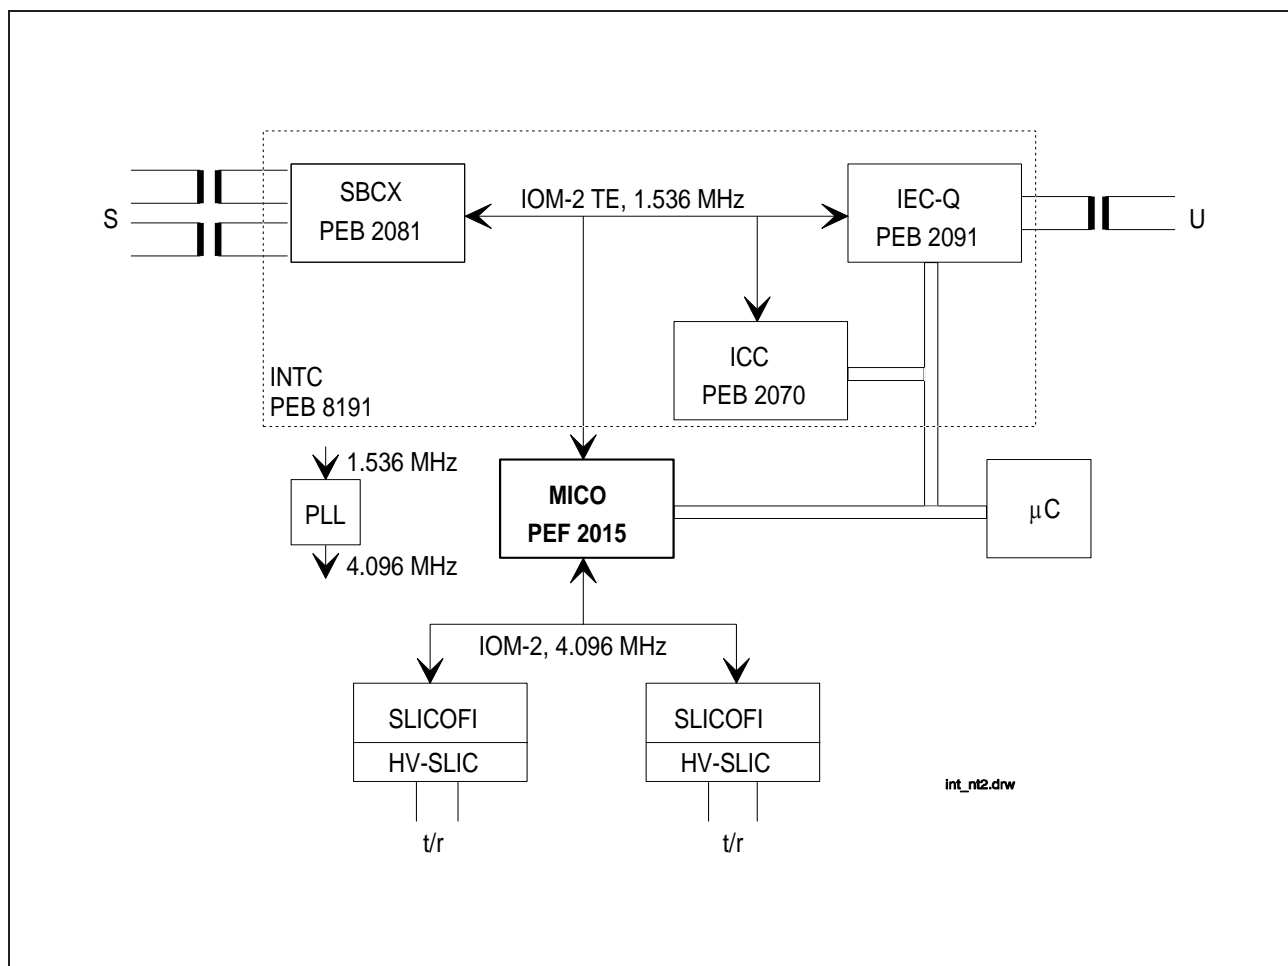 SBCX
PEB 2081
IOM-2 TE, 1.536 MHz
IEC-Q
PEB 2091
S
U
ICC
PEB 2070
INTC
PEB 8191
1.536 MHz
PLL
4.096 MHz
MICO
PEF 2015
μC
IOM-2, 4.096 MHz
SLICOFI
HV-SLIC
t/r
SLICOFI
HV-SLIC
t/r
int_nt2.drw